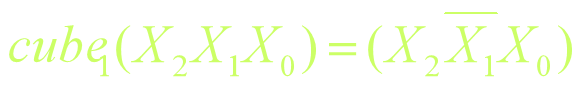 cube₁(X₂X₁X₀) = (X₂X̅₁X₀)